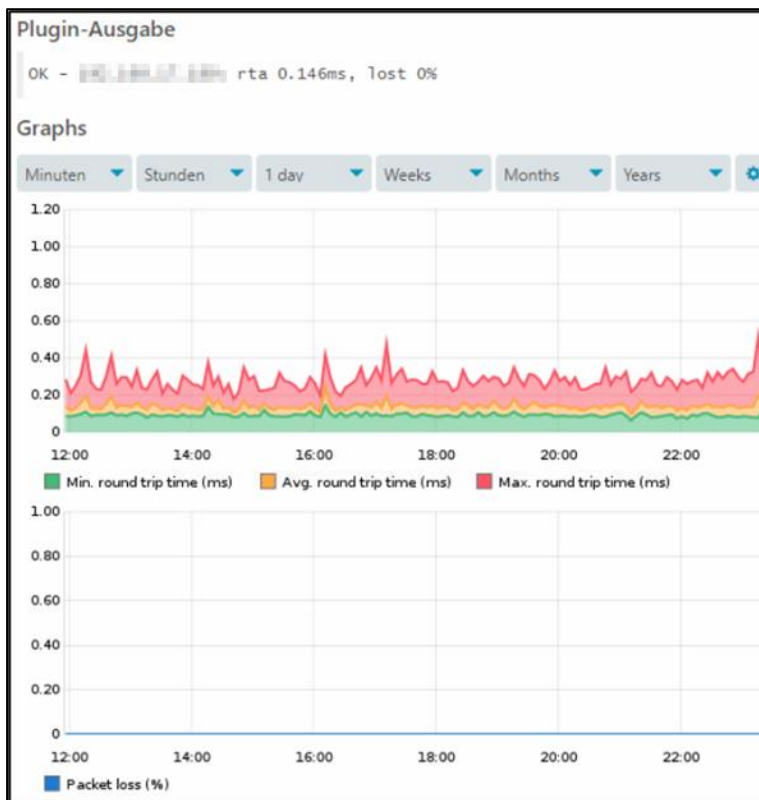 Plugin-Ausgabe
OK - rta 0.146ms, lost 0%
Graphs
Minuten Stunden 1 day Weeks Months Years
1.20
1.00
0.80
0.60
0.40
0.20
0
12:00 14:00 16:00 18:00 20:00 22:00
Min. round trip time (ms) Avg. round trip time (ms) Max. round trip time (ms)
1.00
0.80
0.60
0.40
0.20
0
12:00 14:00 16:00 18:00 20:00 22:00
Packet loss (%)